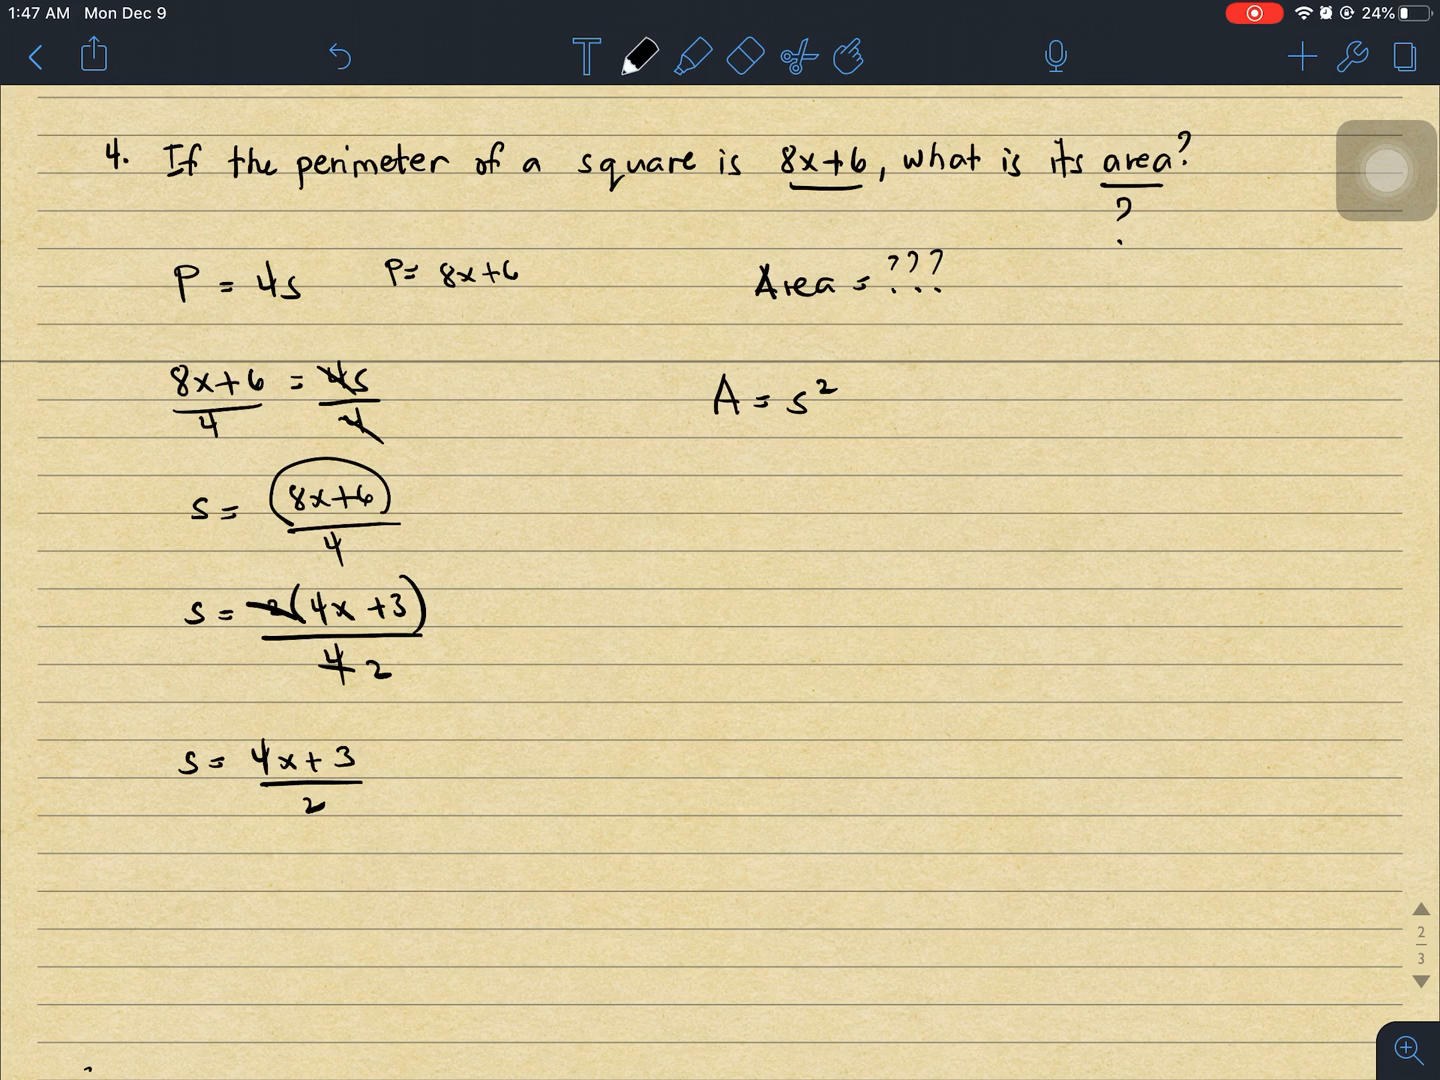 1:47 AM Mon Dec 9 24%
4. If the perimeter of a square is 8x+6, what is its area?
?
P = 4s P= 8x+6 Area = ???
8x+6 = 4s
4 4
A = s²
s = 8x+6
4
s = 2(4x+3)
4 2
s = 4x+3
2
2
3